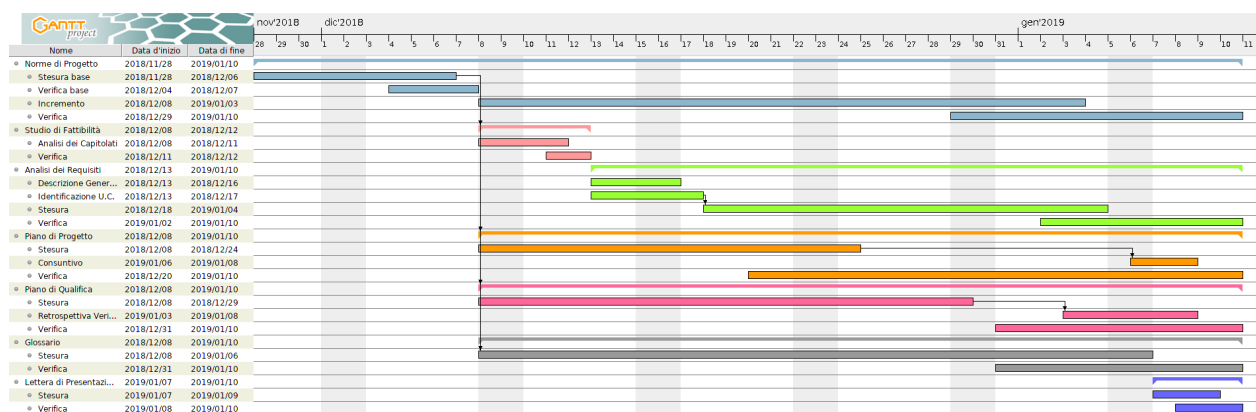 GANTT
project
nov'2018 dic'2018 gen'2019
28 29 30 1 2 3 4 5 6 7 8 9 10 11 12 13 14 15 16 17 18 19 20 21 22 23 24 25 26 27 28 29 30 31 1 2 3 4 5 6 7 8 9 10 11
Nome Data d'inizio Data di fine
Norme di Progetto 2018/11/28 2019/01/10
Stesura base 2018/11/28 2018/12/06
Verifica base 2018/12/04 2018/12/07
Incremento 2018/12/08 2019/01/03
Verifica 2018/12/29 2019/01/10
Studio di Fattibilità 2018/12/08 2018/12/12
Analisi dei Capitolati 2018/12/08 2018/12/11
Verifica 2018/12/11 2018/12/12
Analisi dei Requisiti 2018/12/13 2019/01/10
Descrizione Gener... 2018/12/13 2018/12/16
Identificazione U.C. 2018/12/13 2018/12/17
Stesura 2018/12/18 2019/01/04
Verifica 2019/01/02 2019/01/10
Piano di Progetto 2018/12/08 2019/01/10
Stesura 2018/12/08 2018/12/24
Consuntivo 2019/01/06 2019/01/08
Verifica 2018/12/20 2019/01/10
Piano di Qualifica 2018/12/08 2019/01/10
Stesura 2018/12/08 2018/12/29
Retrospettiva Veri... 2019/01/03 2019/01/08
Verifica 2018/12/31 2019/01/10
Glossario 2018/12/08 2019/01/10
Stesura 2018/12/08 2019/01/06
Verifica 2018/12/31 2019/01/10
Lettera di Presentazi... 2019/01/07 2019/01/10
Stesura 2019/01/07 2019/01/09
Verifica 2019/01/08 2019/01/10